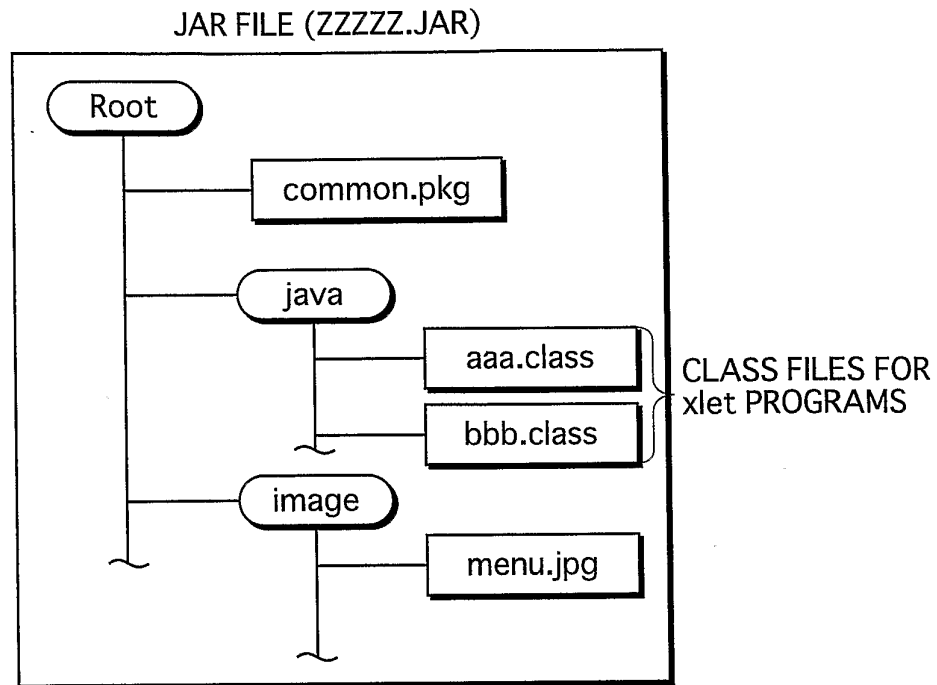 JAR FILE (ZZZZZ.JAR)
Root
common.pkg
java
aaa.class
bbb.class
CLASS FILES FOR
xlet PROGRAMS
image
menu.jpg